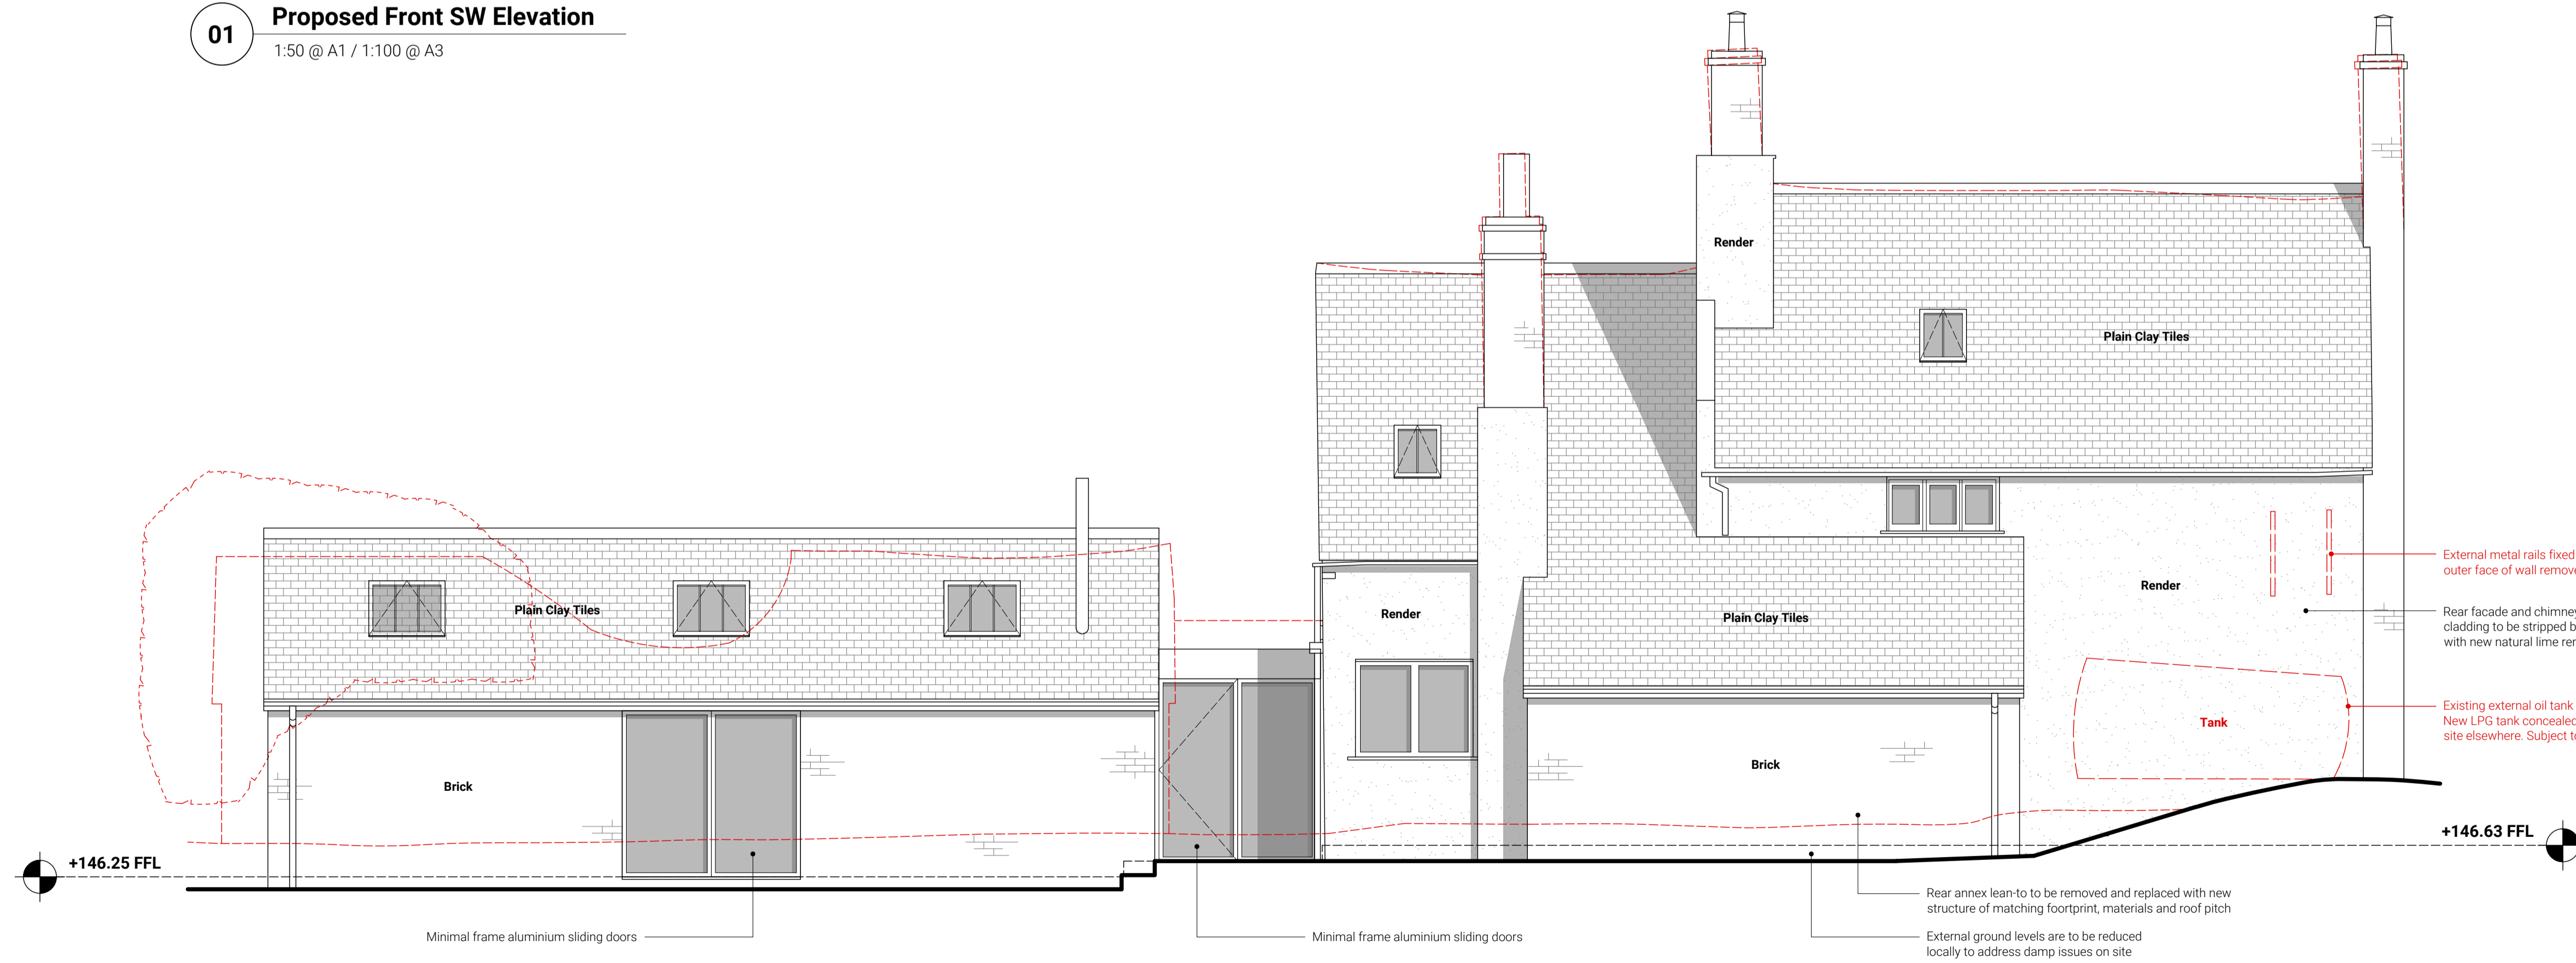 01
Proposed Front SW Elevation
1:50 @ A1 / 1:100 @ A3
Render
Plain Clay Tiles
Plain Clay Tiles
Render
Plain Clay Tiles
Render
Brick
Brick
Tank
External metal rails fixed
outer face of wall
Rear facade and
cladding to be stripped
with new natural lime
Existing external oil tank
New LPG tank concealed
site elsewhere. Subject
+146.25 FFL
+146.63 FFL
Rear annex lean-to to be removed and replaced with new
structure of matching foortprint, materials and roof pitch
Minimal frame aluminium sliding doors
Minimal frame aluminium sliding doors
External ground levels are to be reduced
locally to address damp issues on site